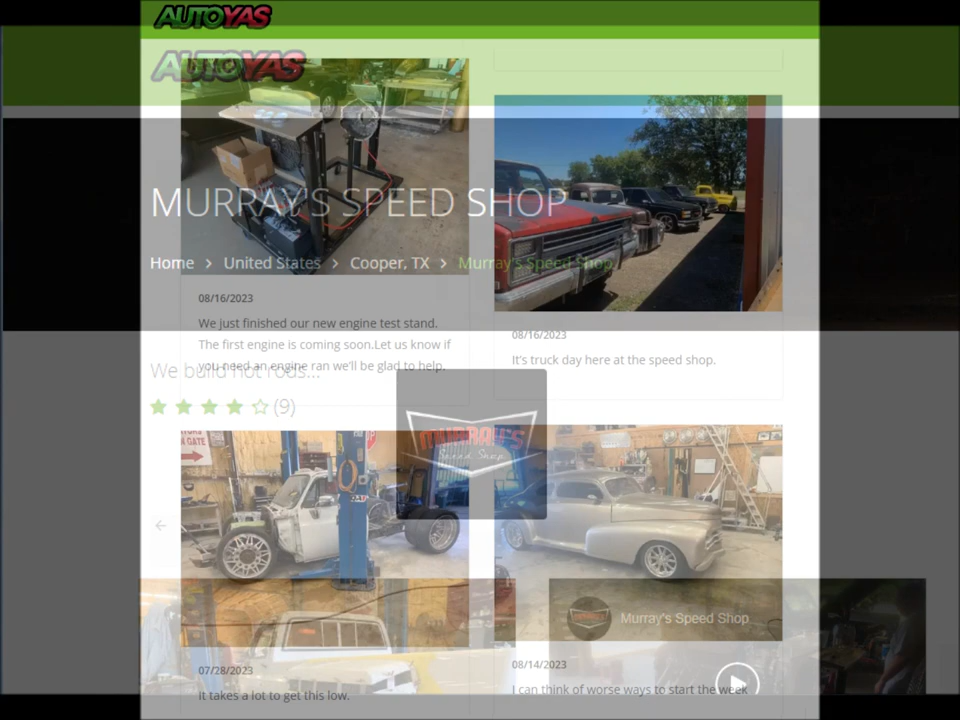 AUTOYAS
AUTOYAS
MURRAY'S SPEED SHOP
Home > United States > Cooper, TX > Murray's Speed Shop
08/16/2023
We just finished our new engine test stand.
The first engine is coming soon.Let us know if
you need an engine ran we'll be glad to help.
08/16/2023
It's truck day here at the speed shop.
We build hot rods...
(9)
MURRAY'S
Speed Shop
A GATE
Murray's Speed Shop
07/28/2023
It takes a lot to get this low.
08/14/2023
I can think of worse ways to start the week